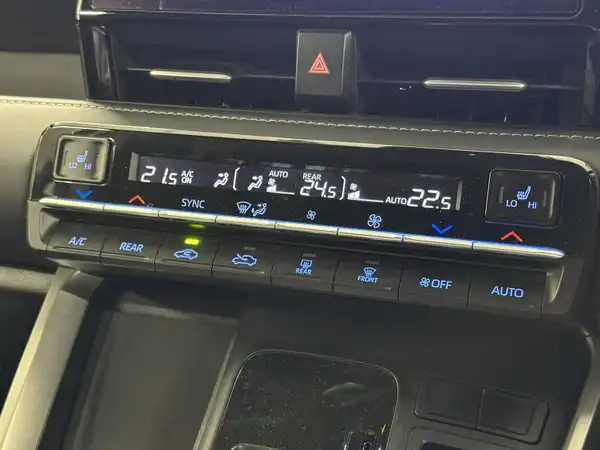 LO HI
21.5 A/C ON AUTO REAR 24.5 AUTO 22.5
LO HI
SYNC
A/C REAR REAR FRONT OFF AUTO